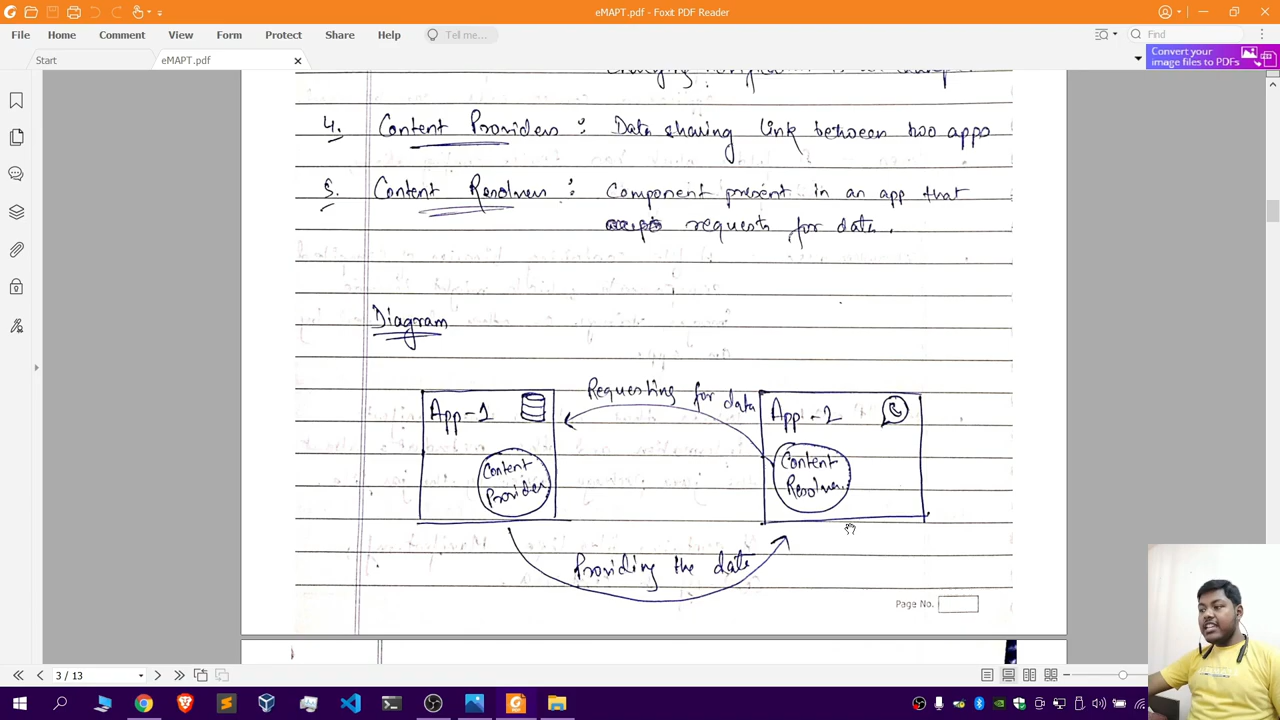 eMAPT.pdf - Foxit PDF Reader
File Home Comment View Form Protect Share Help Tell me... Find
Start eMAPT.pdf
Convert your
image files to PDFs
4. Content Providers : Data sharing link between two apps
5. Content Resolvers : Component present in an app that
requests for data.
Diagram
Requesting for data
App-1
App-2
Content
Provider
Content
Resolver
Providing the data
Page No.
3 / 13